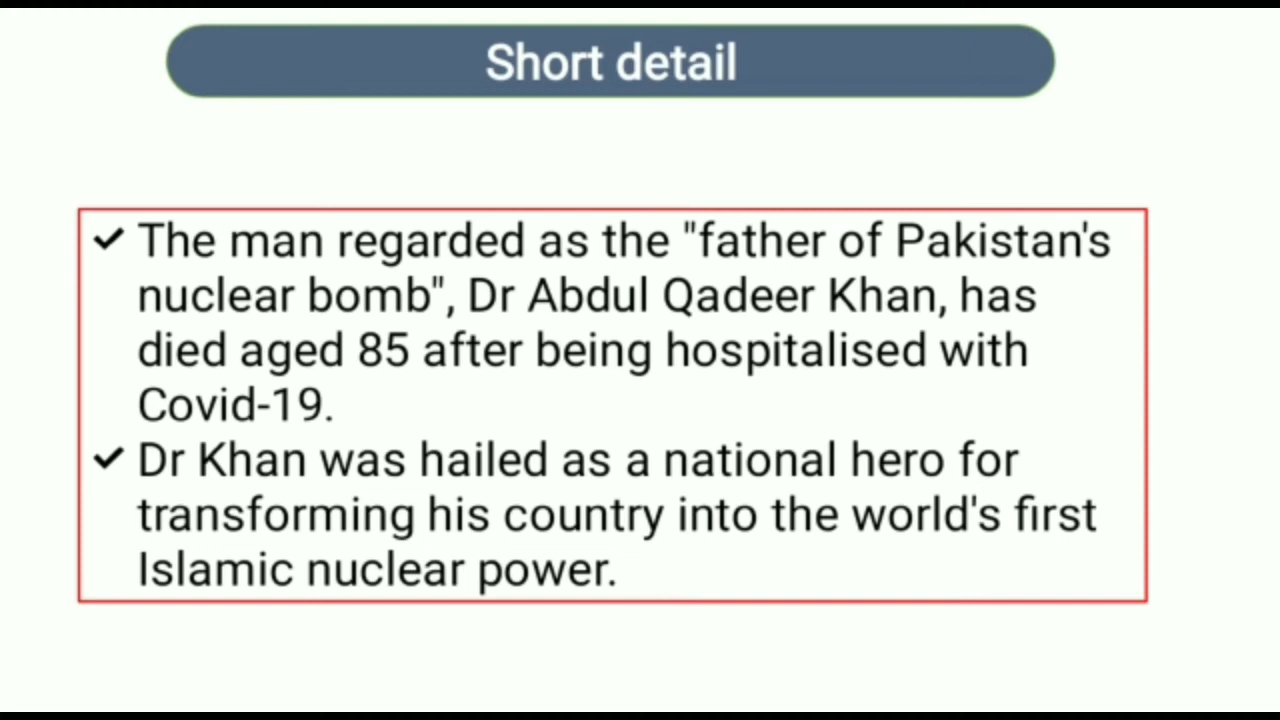 Short detail
✓ The man regarded as the "father of Pakistan's
nuclear bomb", Dr Abdul Qadeer Khan, has
died aged 85 after being hospitalised with
Covid-19.
✓ Dr Khan was hailed as a national hero for
transforming his country into the world's first
Islamic nuclear power.